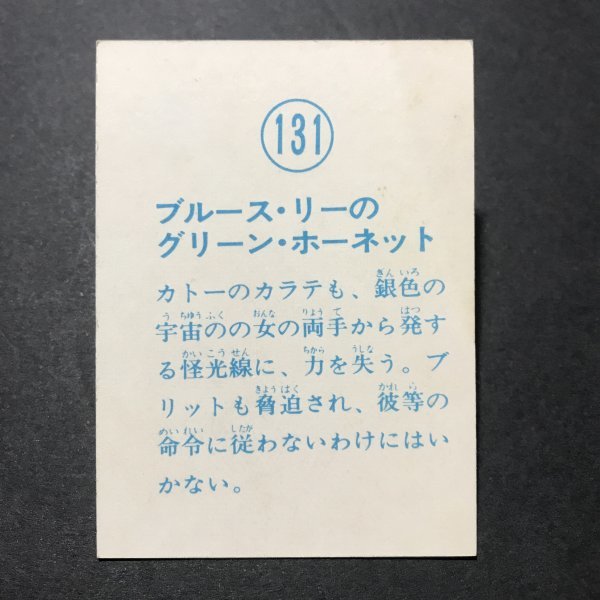 131
ブルース・リーの
グリーン・ホーネット
カトーのカラテも、銀色の
宇宙のの女の両手から発す
る怪光線に、力を失う。ブ
リットも脅迫され、彼等の
命令に従わないわけにはい
かない。